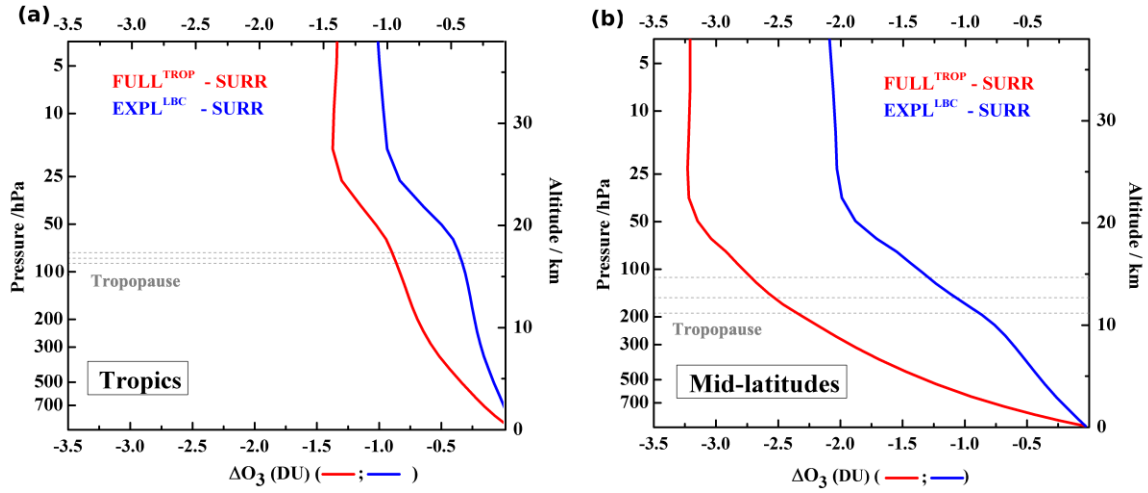 (a)
-3.5 -3.0 -2.5 -2.0 -1.5 -1.0 -0.5
FULL^TROP - SURR
EXPL^LBC - SURR
5
10
25
50
100
200
300
500
700
Pressure /hPa
30
20
10
0
Altitude / km
Tropopause
Tropics
-3.5 -3.0 -2.5 -2.0 -1.5 -1.0 -0.5
ΔO₃ (DU) ( ; )
(b)
-3.5 -3.0 -2.5 -2.0 -1.5 -1.0 -0.5
FULL^TROP - SURR
EXPL^LBC - SURR
5
10
25
50
100
200
300
500
700
Pressure /hPa
30
20
10
0
Altitude / km
Tropopause
Mid-latitudes
-3.5 -3.0 -2.5 -2.0 -1.5 -1.0 -0.5
ΔO₃ (DU) ( ; )